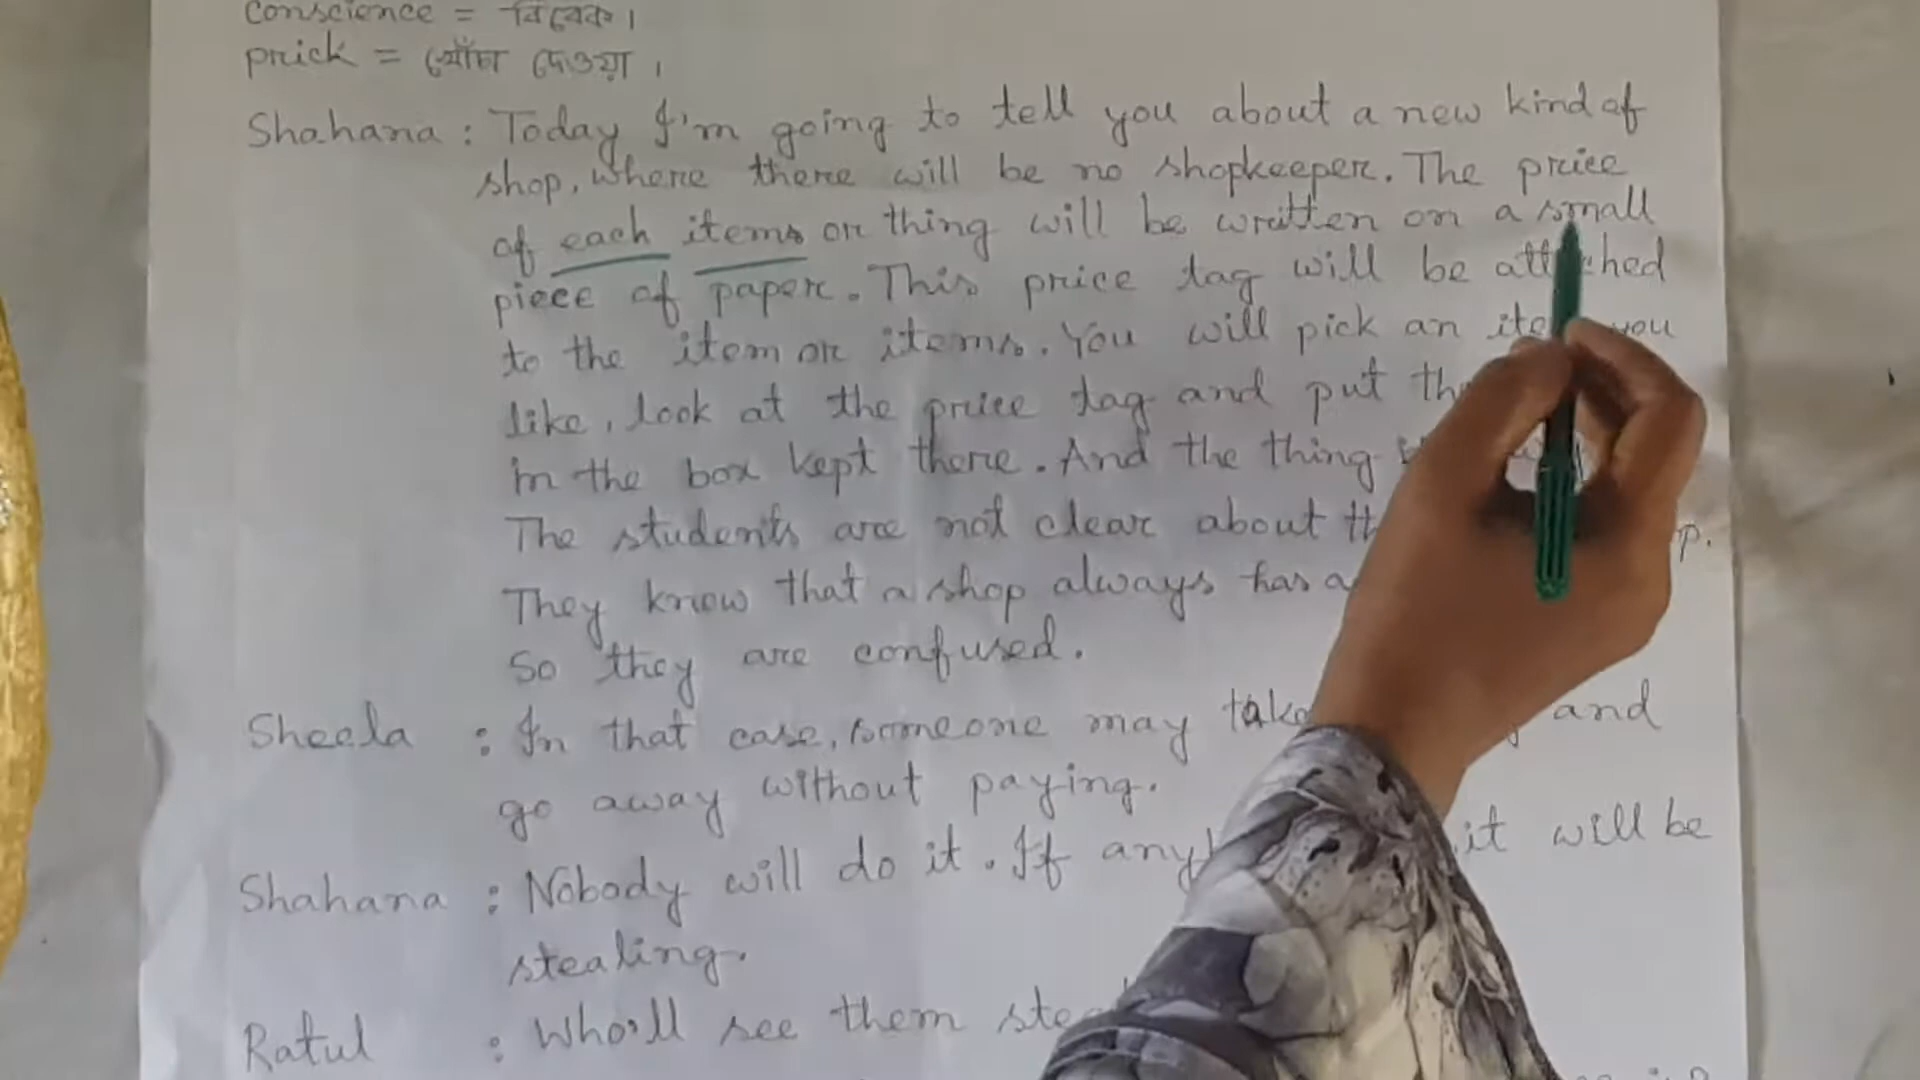 conscience = বিবেক।
prick = খোঁচা দেওয়া।
Shahana : Today I'm going to tell you about a new kind of
shop, where there will be no shopkeeper. The price
of each items or thing will be written on a small
piece of paper. This price tag will be attached
to the item or items. You will pick an item you
like, look at the price tag and put
in the box kept there. And the thing
The students are not clear about
They know that a shop always has a
So they are confused.
Sheela : In that case, someone may take and
go away without paying.
Shahana : Nobody will do it. If it will be
stealing.
Ratul : Who'll see them